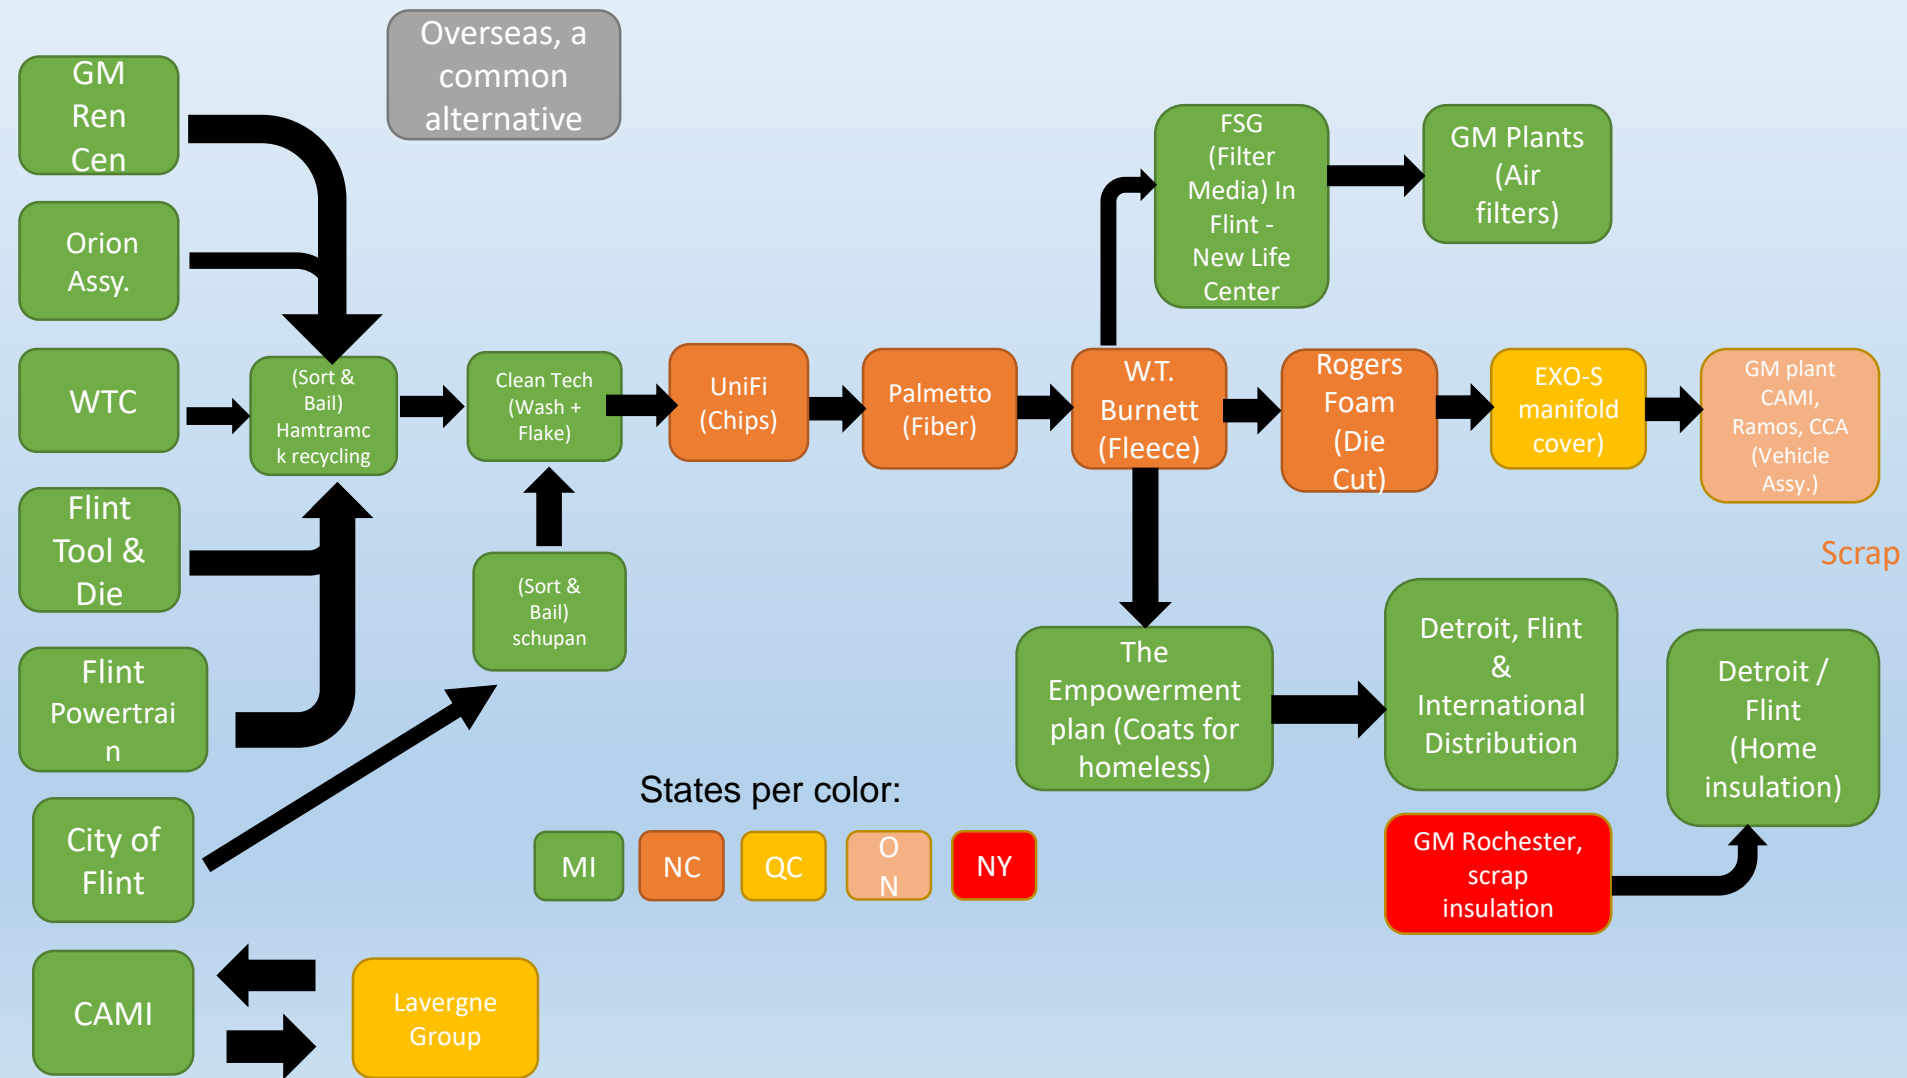 Overseas, a
common
alternative
GM
Ren
Cen
Orion
Assy.
WTC
Flint
Tool &
Die
Flint
Powertrai
n
City of
Flint
CAMI
Lavergne
Group
(Sort &
Bail)
Hamtramc
k recycling
Clean Tech
(Wash +
Flake)
(Sort &
Bail)
schupan
UniFi
(Chips)
Palmetto
(Fiber)
W.T.
Burnett
(Fleece)
FSG
(Filter
Media) In
Flint -
New Life
Center
GM Plants
(Air
filters)
Rogers
Foam
(Die
Cut)
EXO-S
manifold
cover)
GM plant
CAMI,
Ramos, CCA
(Vehicle
Assy.)
Scrap
The
Empowerment
plan (Coats for
homeless)
Detroit, Flint
&
International
Distribution
Detroit /
Flint
(Home
insulation)
GM Rochester,
scrap
insulation
States per color:
MI
NC
QC
O
N
NY